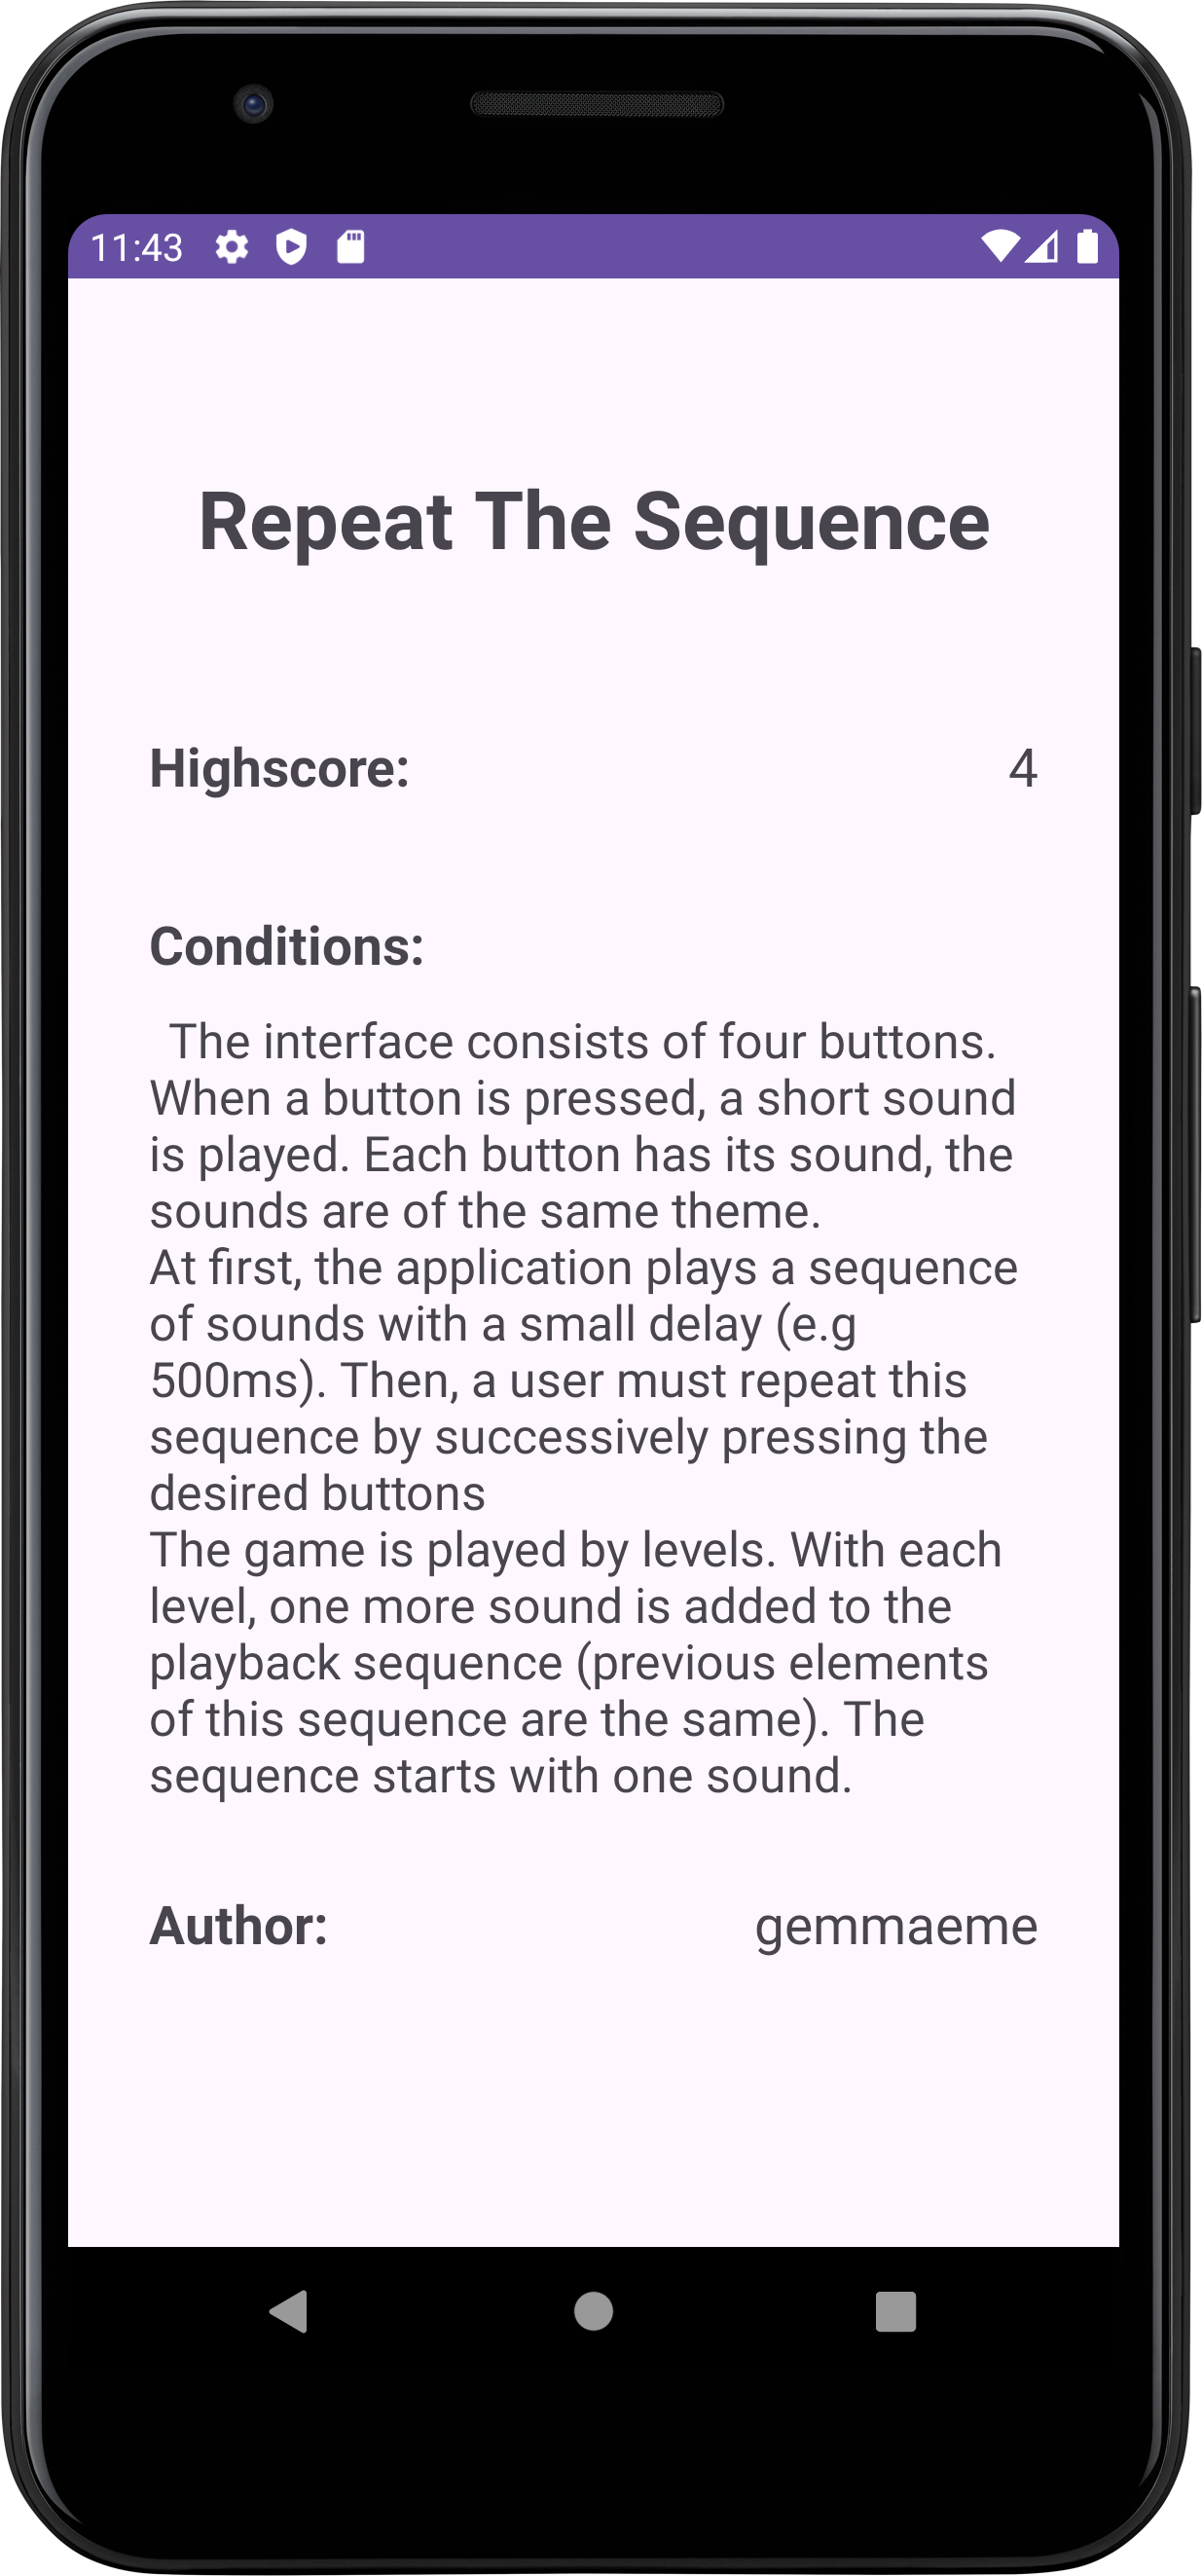 11:43
Repeat The Sequence
Highscore: 4
Conditions:
The interface consists of four buttons.
When a button is pressed, a short sound
is played. Each button has its sound, the
sounds are of the same theme.
At first, the application plays a sequence
of sounds with a small delay (e.g
500ms). Then, a user must repeat this
sequence by successively pressing the
desired buttons
The game is played by levels. With each
level, one more sound is added to the
playback sequence (previous elements
of this sequence are the same). The
sequence starts with one sound.
Author: gemmaeme